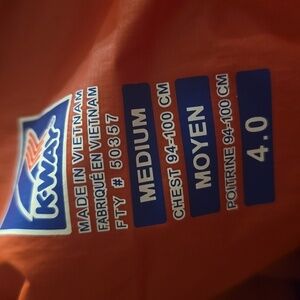 K-WAY
MADE IN VIETNAM
FABRIQUÉ EN VIETNAM
FTY # 50357
MEDIUM
CHEST 94-100 CM
MOYEN
POITRINE 94-100 CM
4.0